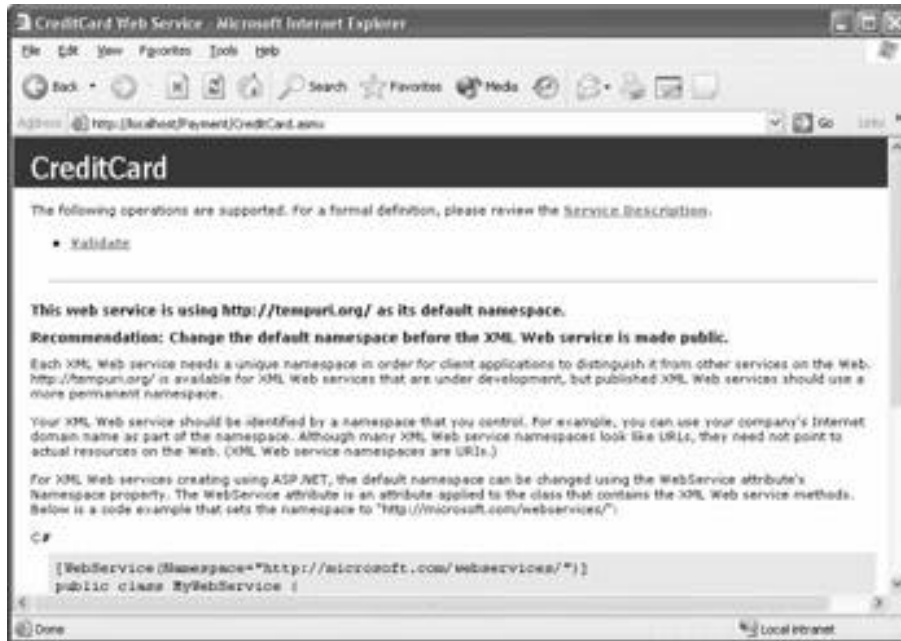 CreditCard Web Service - Microsoft Internet Explorer
File Edit View Favorites Tools Help
Back Search Favorites Media
Address http://localhost/Payment/CreditCard.asmx Go Links
CreditCard
The following operations are supported. For a formal definition, please review the Service Description.
• Validate
This web service is using http://tempuri.org/ as its default namespace.
Recommendation: Change the default namespace before the XML Web service is made public.
Each XML Web service needs a unique namespace in order for client applications to distinguish it from other services on the Web.
http://tempuri.org/ is available for XML Web services that are under development, but published XML Web services should use a
more permanent namespace.
Your XML Web service should be identified by a namespace that you control. For example, you can use your company's Internet
domain name as part of the namespace. Although many XML Web service namespaces look like URLs, they need not point to
actual resources on the Web. (XML Web service namespaces are URIs.)
For XML Web services creating using ASP.NET, the default namespace can be changed using the WebService attribute's
Namespace property. The WebService attribute is an attribute applied to the class that contains the XML Web service methods.
Below is a code example that sets the namespace to "http://microsoft.com/webservices/":
C#
[WebService(Namespace="http://microsoft.com/webservices/")]
public class MyWebService {
Done Local intranet